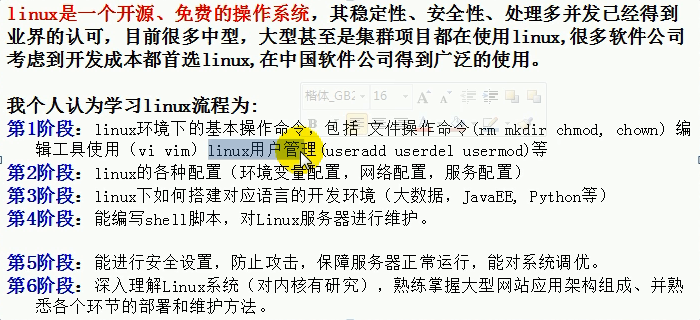 linux是一个开源、免费的操作系统，其稳定性、安全性、处理多并发已经得到
业界的认可，目前很多中型，大型甚至是集群项目都在使用linux,很多软件公司
考虑到开发成本都首选linux,在中国软件公司得到广泛的使用。
楷体_GB2 16
我个人认为学习linux流程为:
第1阶段：linux环境下的基本操作命令，包括 文件操作命令(rm mkdir chmod, chown) 编
辑工具使用（vi vim）linux用户管理(useradd userdel usermod)等
第2阶段：linux的各种配置（环境变量配置，网络配置，服务配置）
第3阶段：linux下如何搭建对应语言的开发环境（大数据，JavaEE, Python等）
第4阶段：能编写shell脚本，对Linux服务器进行维护。
第5阶段：能进行安全设置，防止攻击，保障服务器正常运行，能对系统调优。
第6阶段：深入理解Linux系统（对内核有研究），熟练掌握大型网站应用架构组成、并熟
悉各个环节的部署和维护方法。